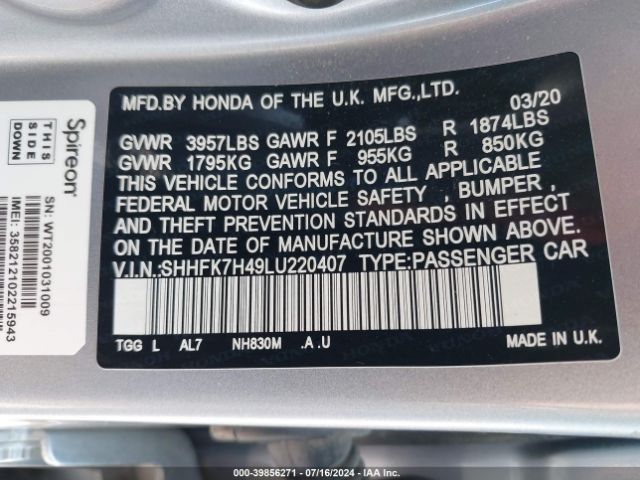 MFD.BY HONDA OF THE U.K. MFG.,LTD. 03/20
GVWR 3957LBS GAWR F 2105LBS R 1874LBS
GVWR 1795KG GAWR F 955KG R 850KG
THIS VEHICLE CONFORMS TO ALL APPLICABLE
FEDERAL MOTOR VEHICLE SAFETY , BUMPER ,
AND THEFT PREVENTION STANDARDS IN EFFECT
ON THE DATE OF MANUFACTURE SHOWN ABOVE.
V.I.N.:SHHFK7H49LU220407 TYPE:PASSENGER CAR
TGG L AL7 NH830M .A .U MADE IN U.K.
THIS
SIDE
DOWN
Spireon
SN: WT2001031009
IMEI: 358212102215943
000-39856271 | 07/16/2024 | IAA Inc.